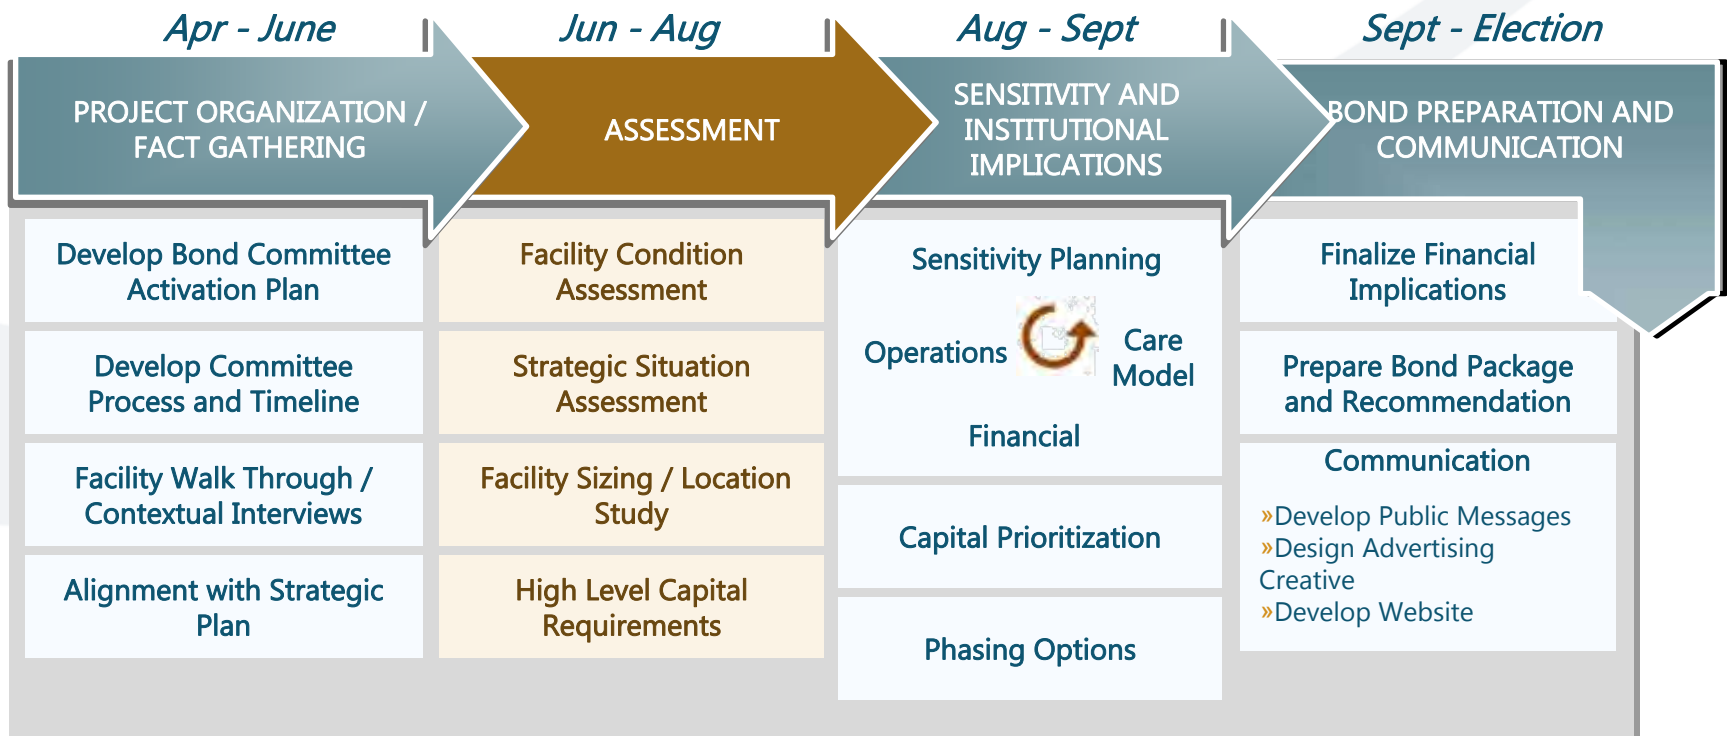 Apr - June
Jun - Aug
Aug - Sept
Sept - Election
PROJECT ORGANIZATION /
FACT GATHERING
ASSESSMENT
SENSITIVITY AND
INSTITUTIONAL
IMPLICATIONS
BOND PREPARATION AND
COMMUNICATION
Develop Bond Committee
Activation Plan
Develop Committee
Process and Timeline
Facility Walk Through /
Contextual Interviews
Alignment with Strategic
Plan
Facility Condition
Assessment
Strategic Situation
Assessment
Facility Sizing / Location
Study
High Level Capital
Requirements
Sensitivity Planning
Operations
Care
Model
Financial
Capital Prioritization
Phasing Options
Finalize Financial
Implications
Prepare Bond Package
and Recommendation
Communication
»Develop Public Messages
»Design Advertising
Creative
»Develop Website